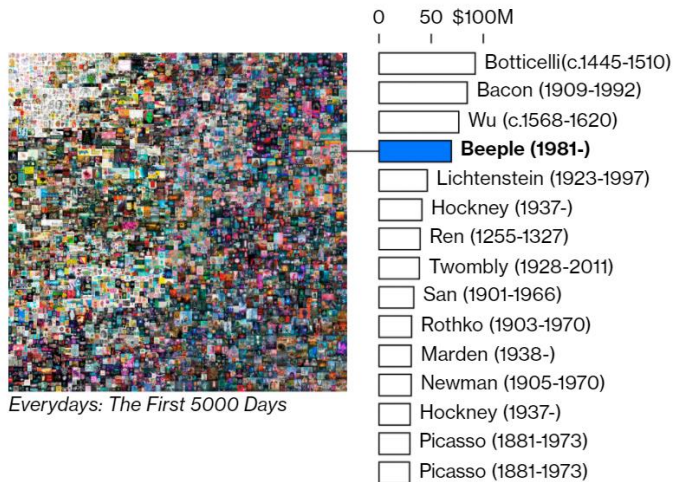 0 50 $100M
Botticelli(c.1445-1510)
Bacon (1909-1992)
Wu (c.1568-1620)
Beeple (1981-)
Lichtenstein (1923-1997)
Hockney (1937-)
Ren (1255-1327)
Twombly (1928-2011)
San (1901-1966)
Rothko (1903-1970)
Marden (1938-)
Newman (1905-1970)
Hockney (1937-)
Picasso (1881-1973)
Picasso (1881-1973)
Everydays: The First 5000 Days